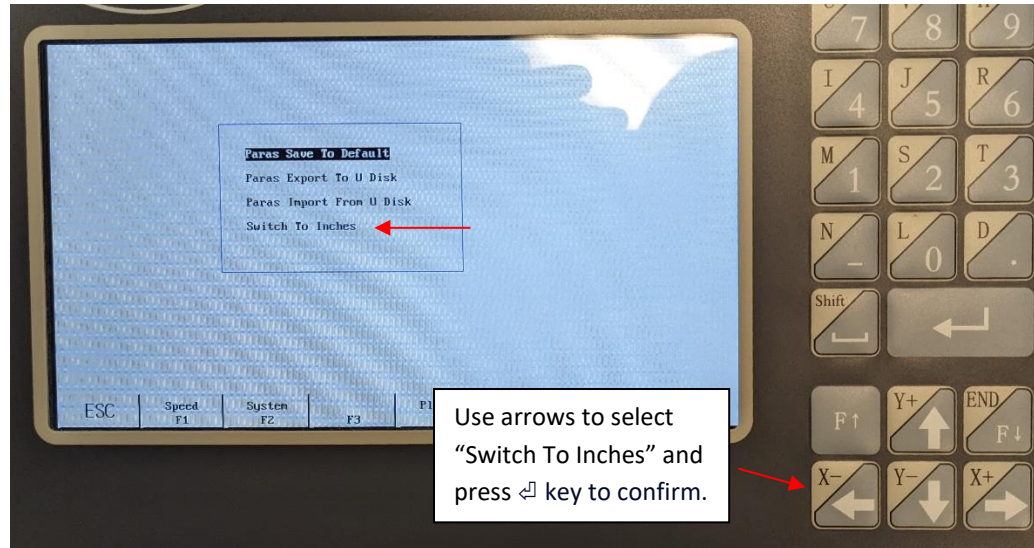 7 8 9
I 4 J 5 R 6
Paras Save To Default
Paras Export To U Disk
Paras Import From U Disk
Switch To Inches
M 1 S 2 T 3
N - L 0 D .
Shift
ESC Speed F1 System F2 F3
Use arrows to select
“Switch To Inches” and
press ⏎ key to confirm.
F↑ Y+ END F↓
X- Y- X+